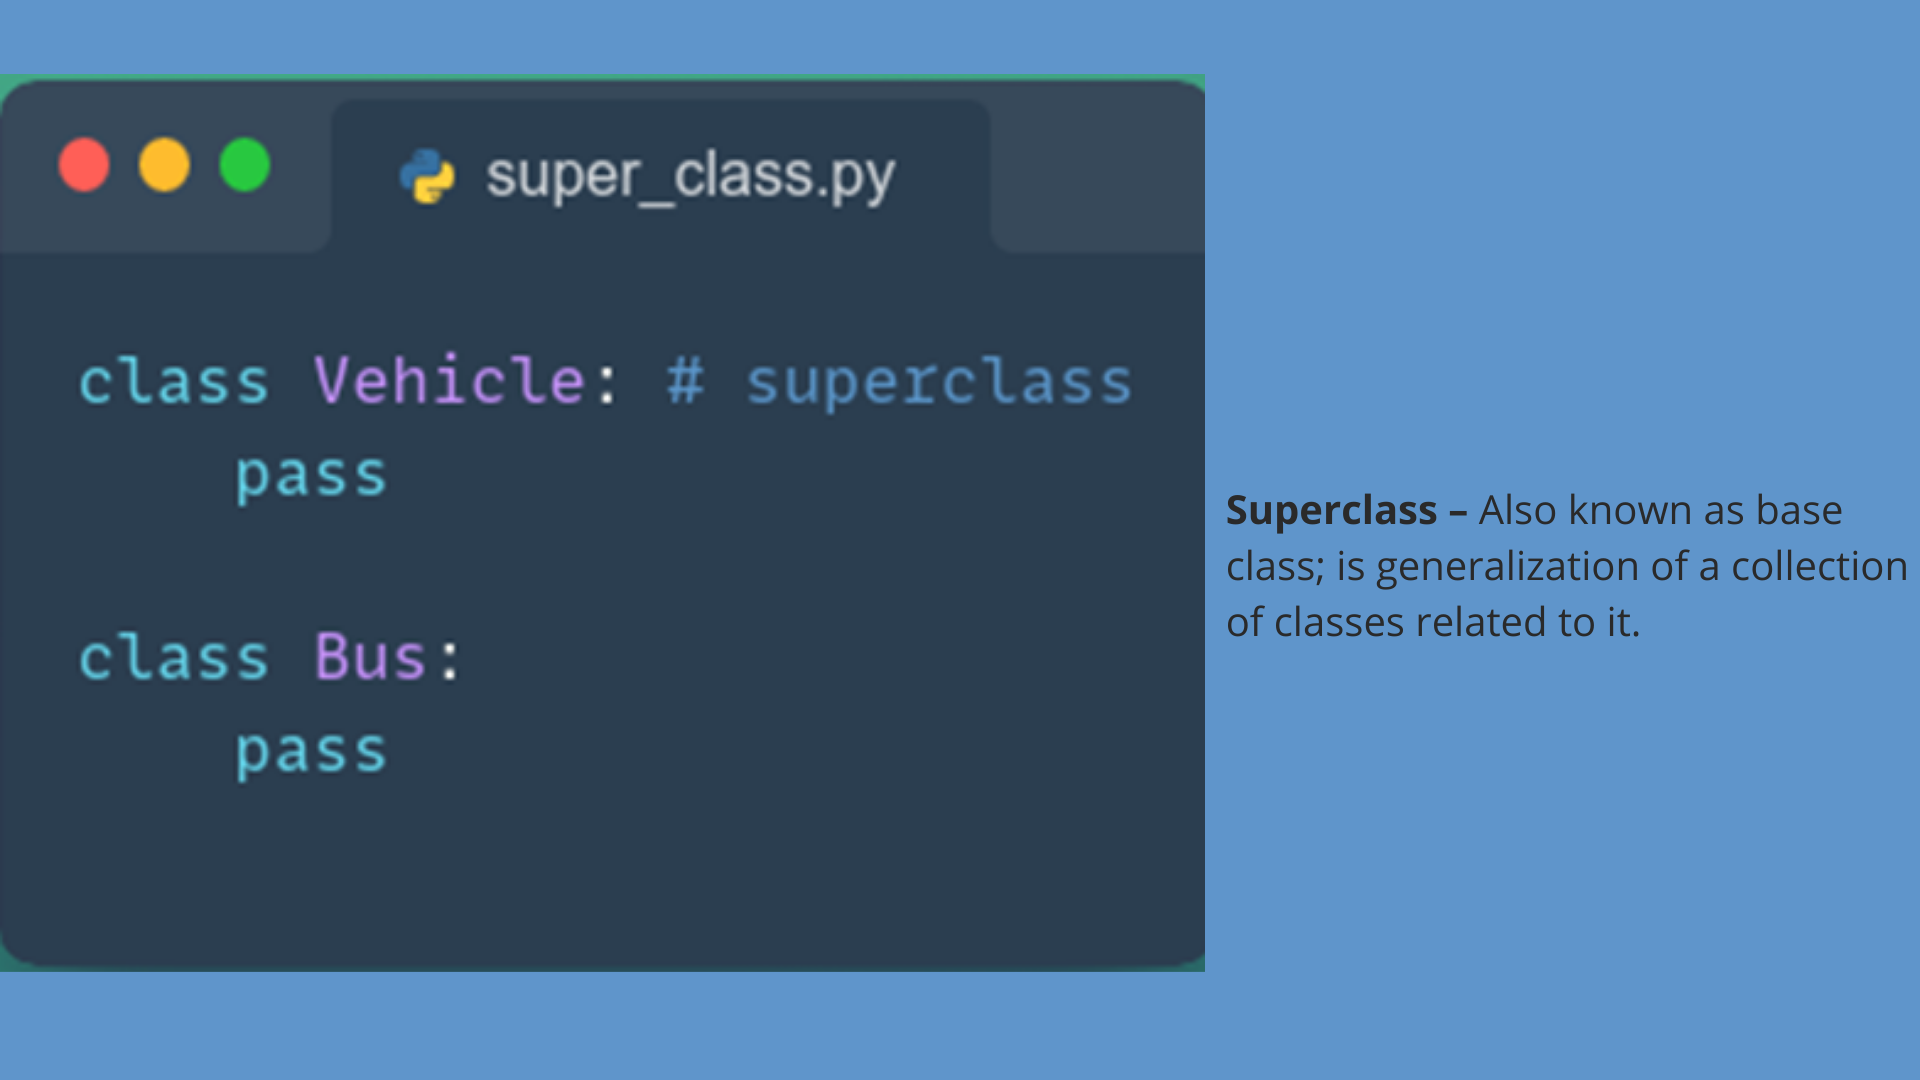 super_class.py
class Vehicle: # superclass
    pass
class Bus:
    pass
Superclass – Also known as base
class; is generalization of a collection
of classes related to it.